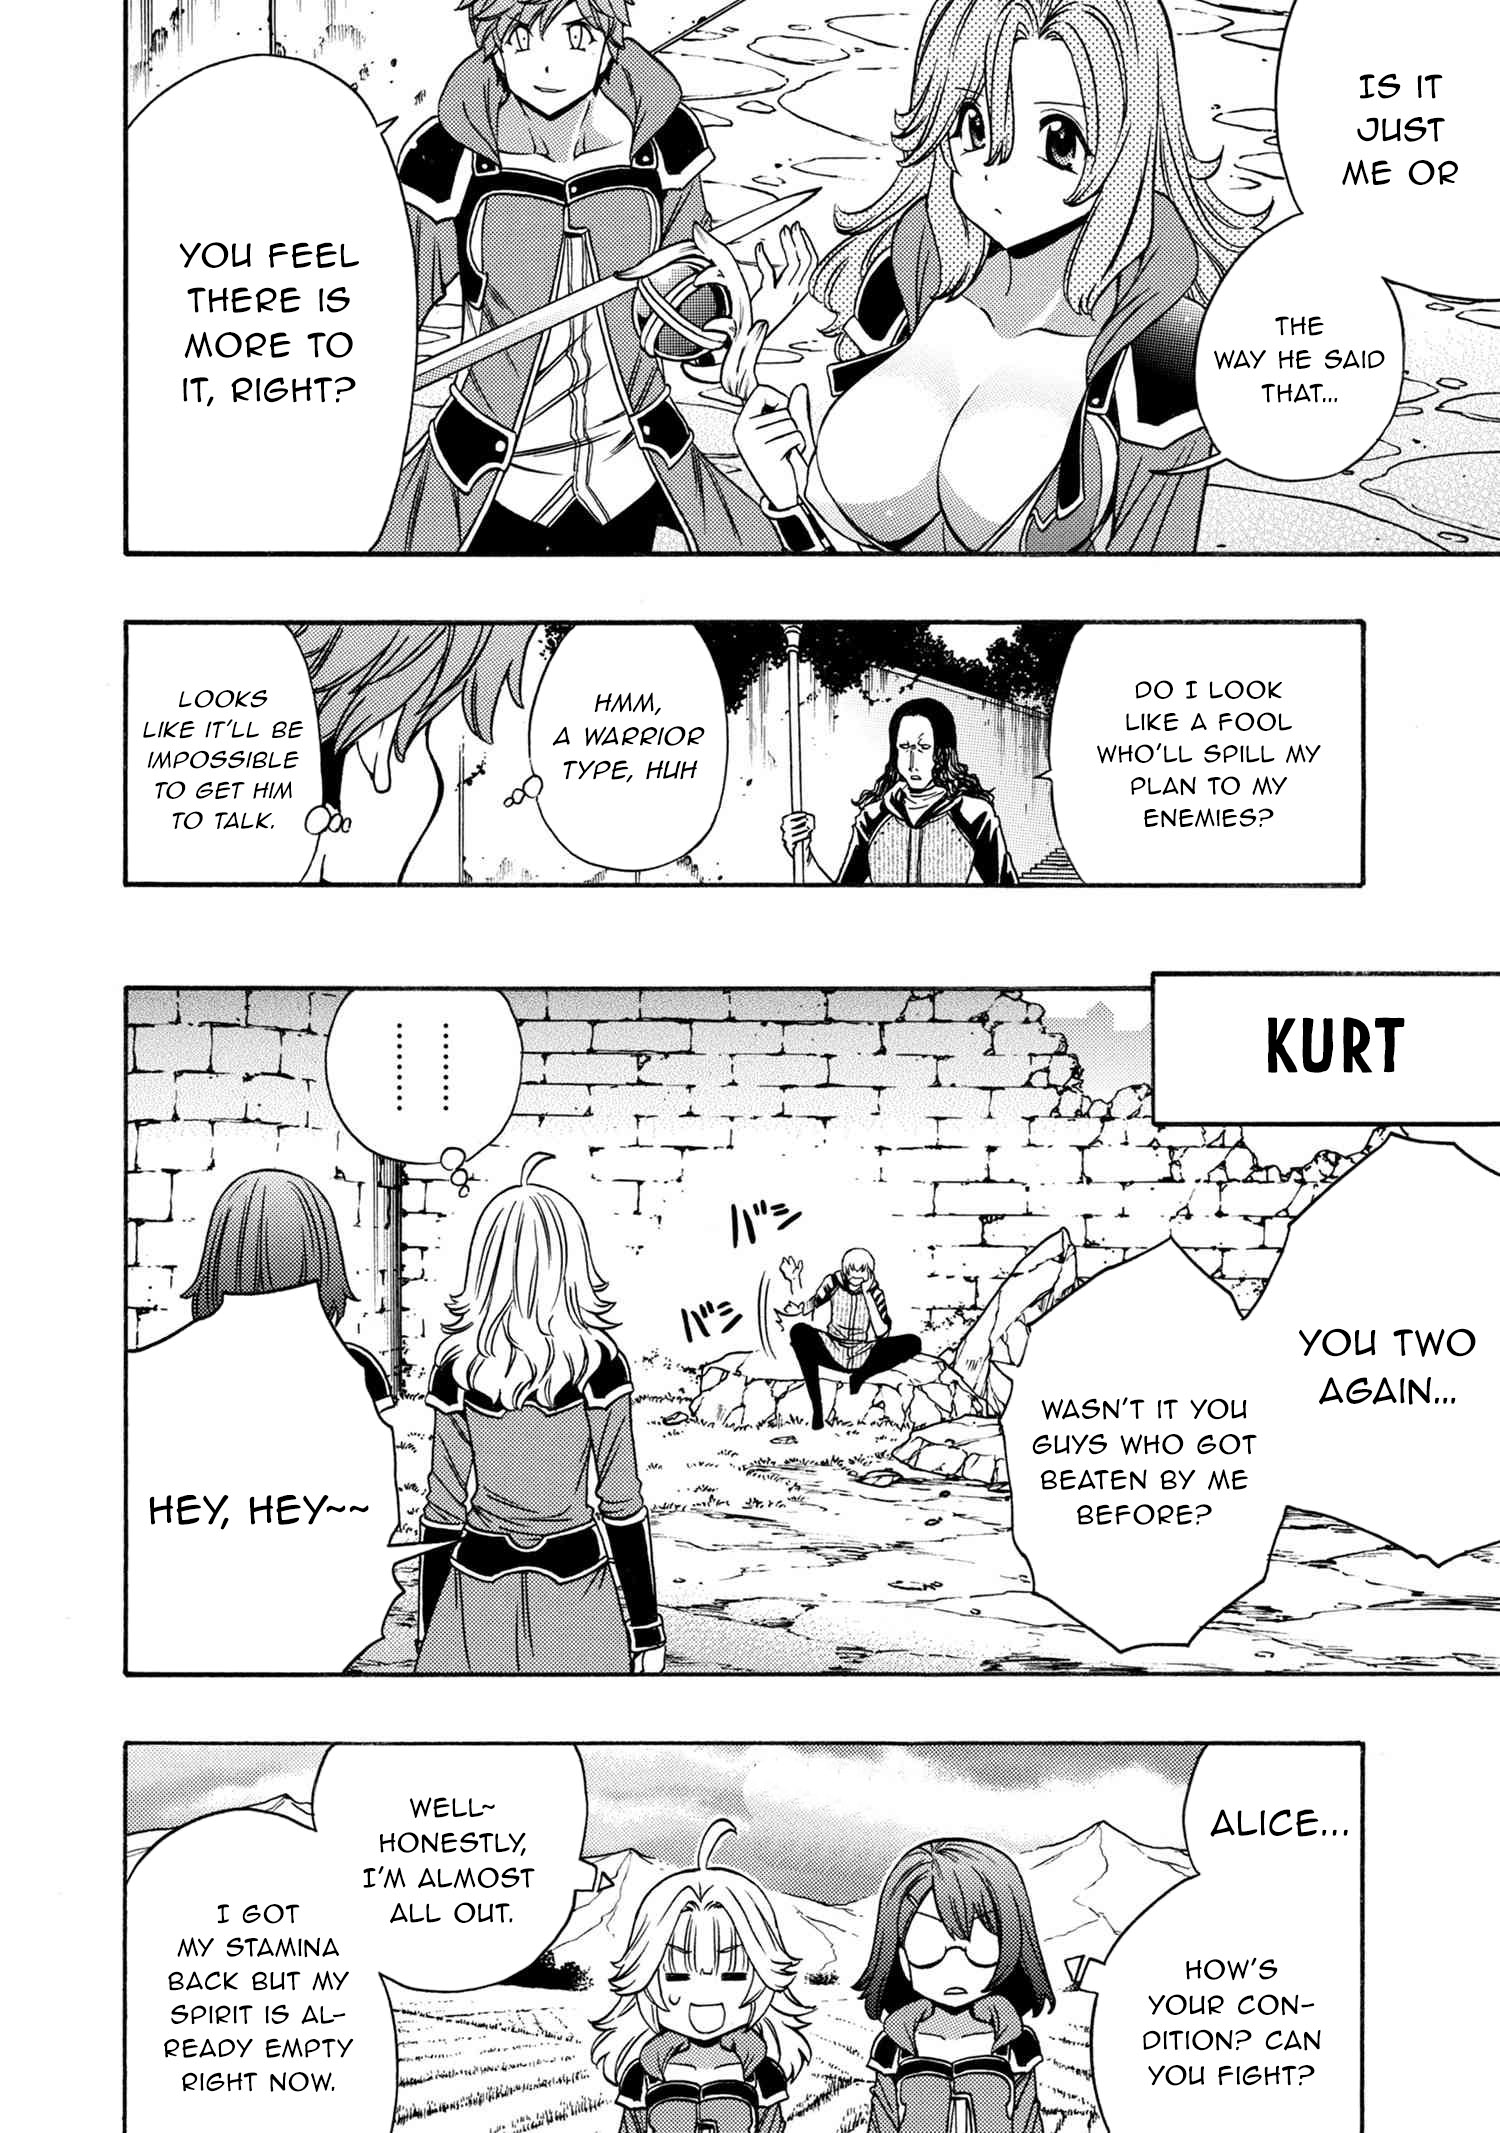 IS IT
JUST
ME OR
THE
WAY HE SAID
THAT...
YOU FEEL
THERE IS
MORE TO
IT, RIGHT?
DO I LOOK
LIKE A FOOL
WHO'LL SPILL MY
PLAN TO MY
ENEMIES?
HMM,
A WARRIOR
TYPE, HUH
LOOKS
LIKE IT'LL BE
IMPOSSIBLE
TO GET HIM
TO TALK.
KURT
YOU TWO
AGAIN...
WASN'T IT YOU
GUYS WHO GOT
BEATEN BY ME
BEFORE?
バシ
バシ
HEY, HEY~~
ALICE...
HOW'S
YOUR CON-
DITION? CAN
YOU FIGHT?
WELL~
HONESTLY,
I'M ALMOST
ALL OUT.
I GOT
MY STAMINA
BACK BUT MY
SPIRIT IS AL-
READY EMPTY
RIGHT NOW.